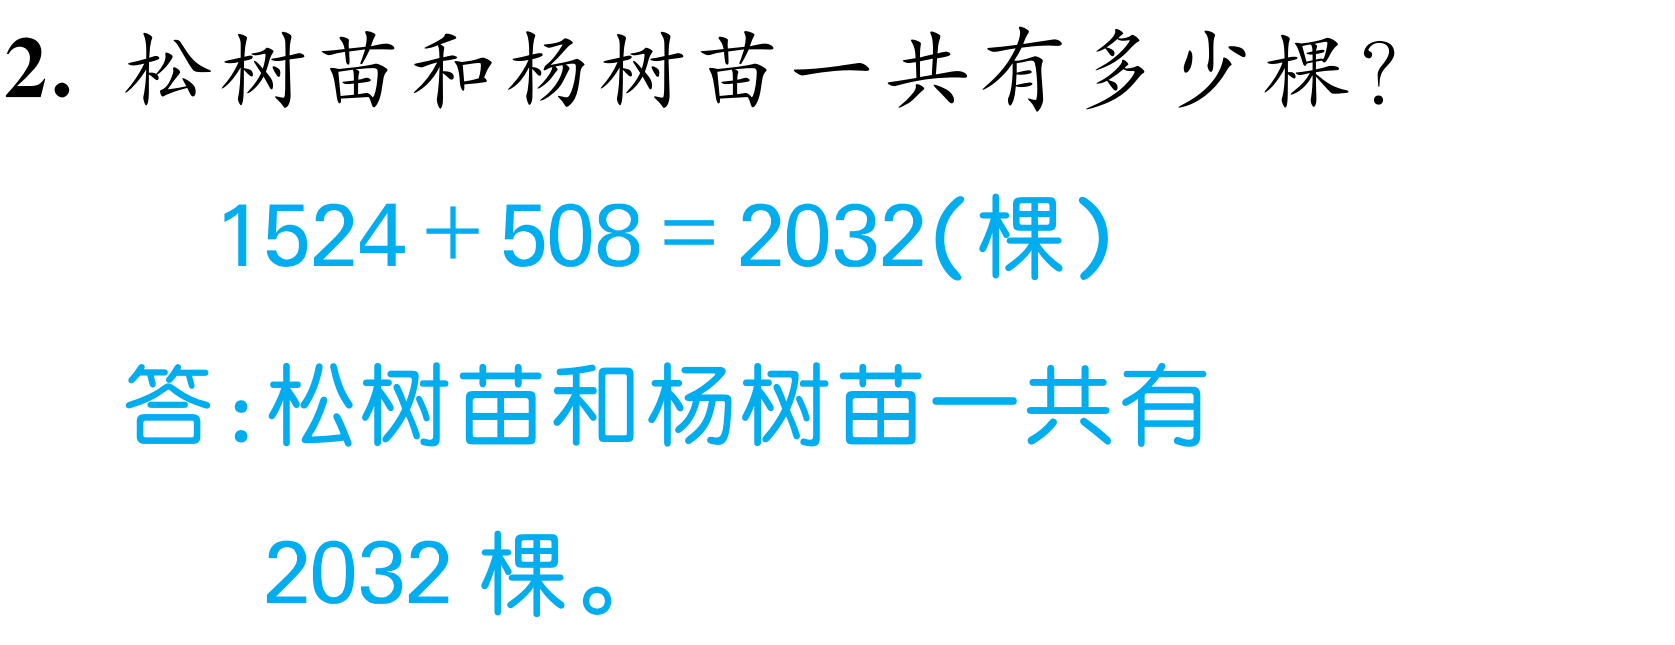 2. 松树苗和杨树苗一共有多少棵?
1524+508=2032(棵)
答:松树苗和杨树苗一共有
2032 棵。